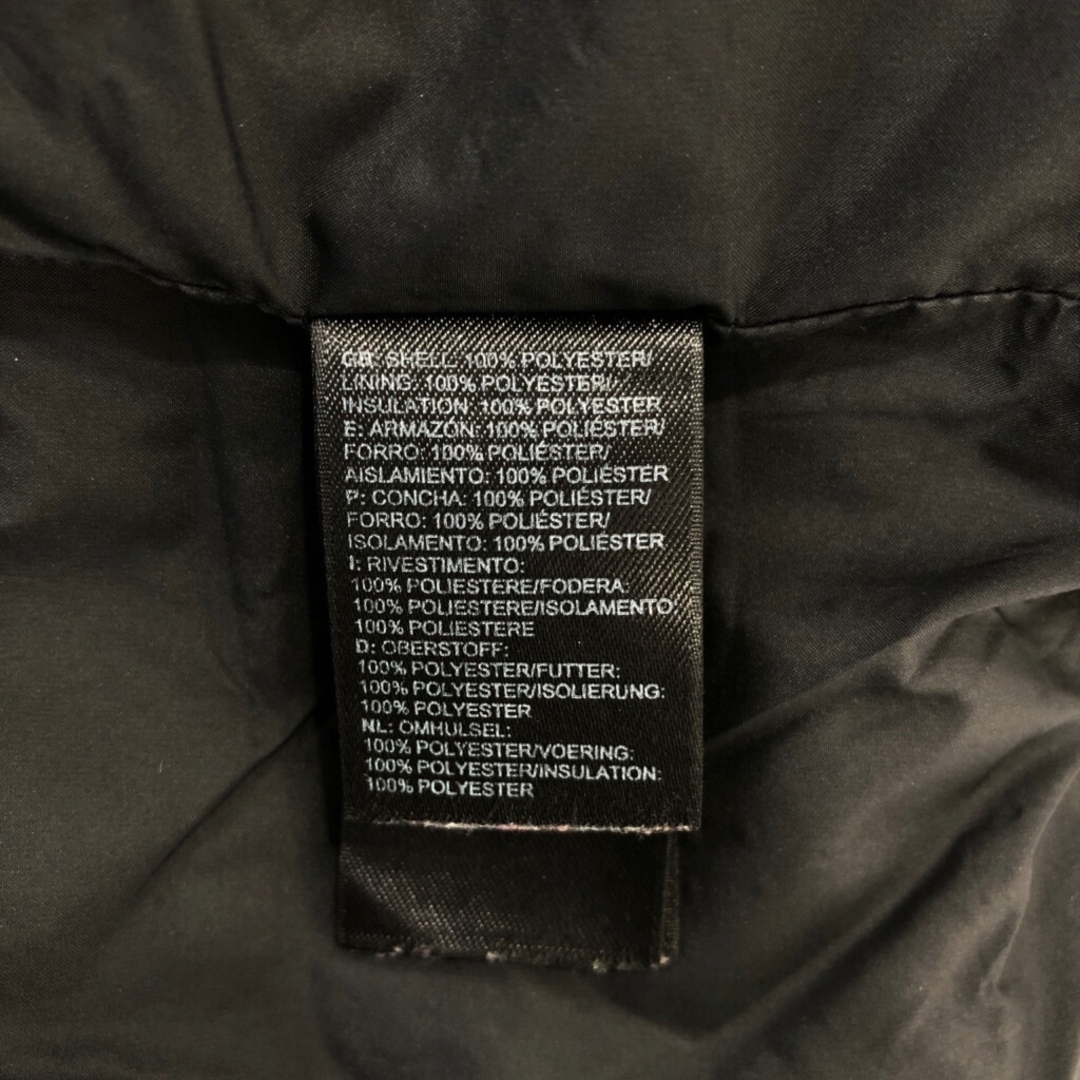 GB: SHELL: 100% POLYESTER/
LINING: 100% POLYESTER/
INSULATION: 100% POLYESTER
E: ARMAZÓN: 100% POLIÉSTER/
FORRO: 100% POLIÉSTER/
AISLAMIENTO: 100% POLIÉSTER
P: CONCHA: 100% POLIÉSTER/
FORRO: 100% POLIÉSTER/
ISOLAMENTO: 100% POLIÉSTER
I: RIVESTIMENTO:
100% POLIESTERE/FODERA:
100% POLIESTERE/ISOLAMENTO:
100% POLIESTERE
D: OBERSTOFF:
100% POLYESTER/FUTTER:
100% POLYESTER/ISOLIERUNG:
100% POLYESTER
NL: OMHULSEL:
100% POLYESTER/VOERING:
100% POLYESTER/INSULATION:
100% POLYESTER